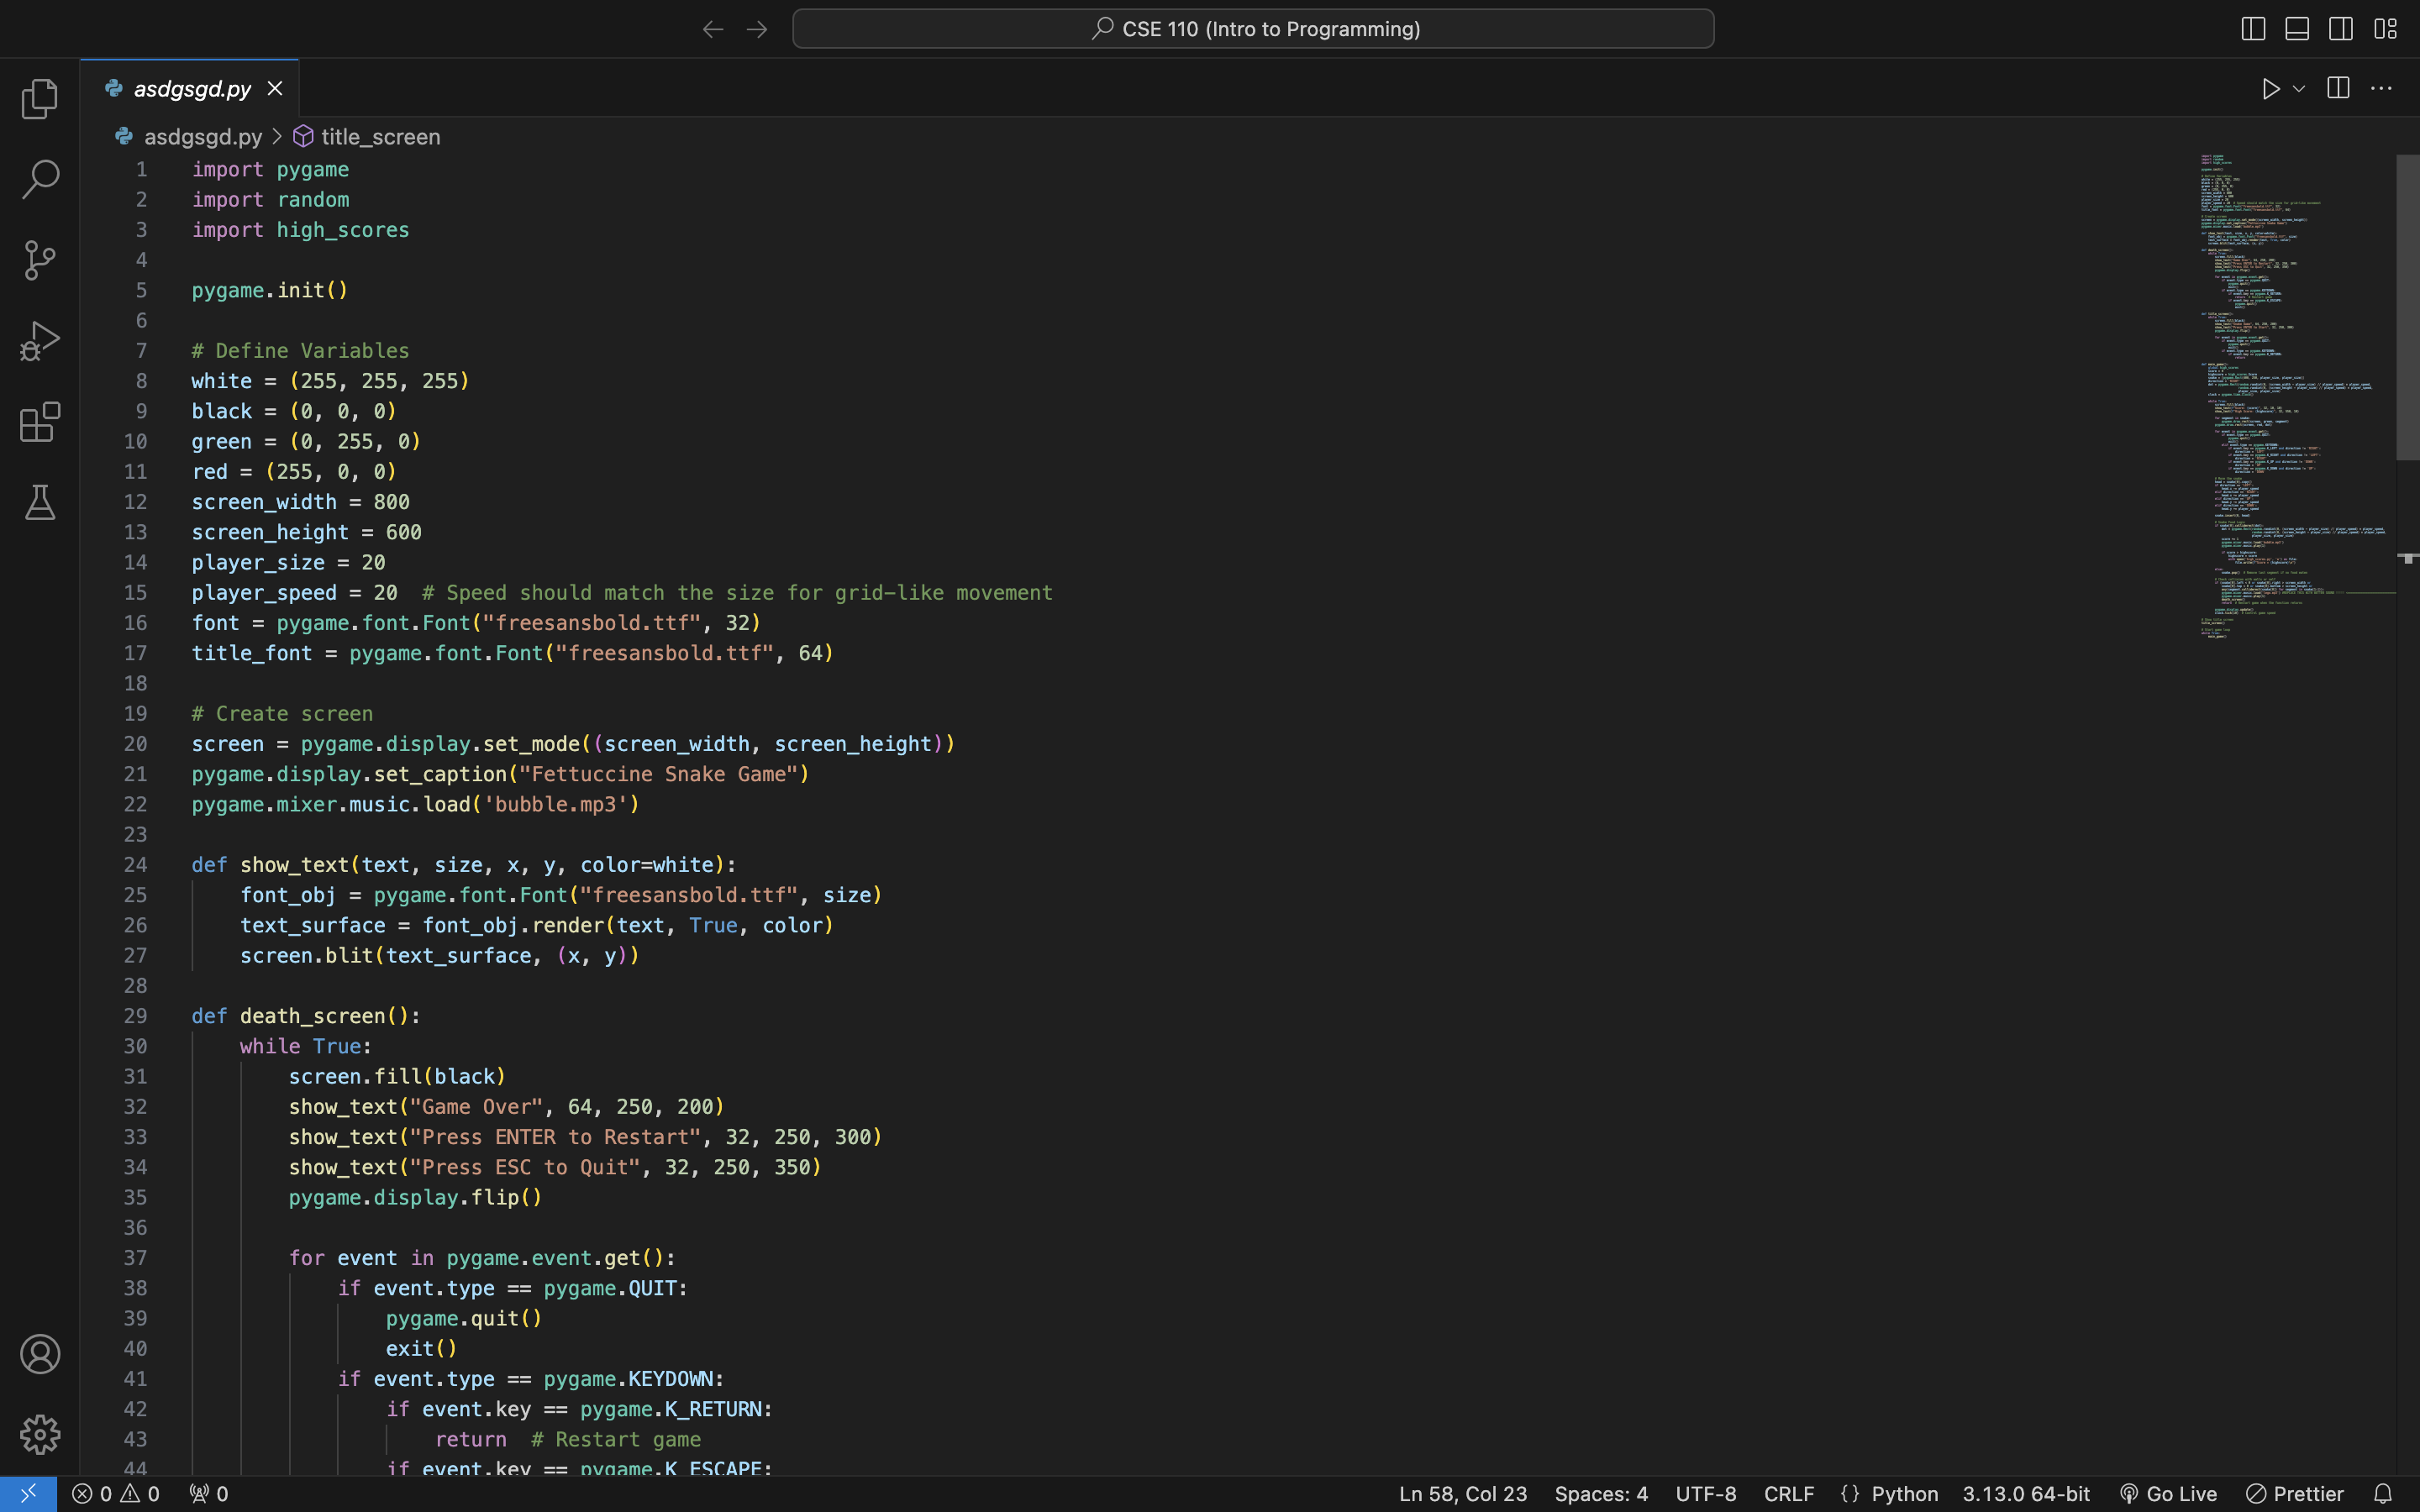 CSE 110 (Intro to Programming)
asdgsgd.py
asdgsgd.py > title_screen
1 import pygame
2 import random
3 import high_scores
4
5 pygame.init()
6
7 # Define Variables
8 white = (255, 255, 255)
9 black = (0, 0, 0)
10 green = (0, 255, 0)
11 red = (255, 0, 0)
12 screen_width = 800
13 screen_height = 600
14 player_size = 20
15 player_speed = 20  # Speed should match the size for grid-like movement
16 font = pygame.font.Font("freesansbold.ttf", 32)
17 title_font = pygame.font.Font("freesansbold.ttf", 64)
18
19 # Create screen
20 screen = pygame.display.set_mode((screen_width, screen_height))
21 pygame.display.set_caption("Fettuccine Snake Game")
22 pygame.mixer.music.load('bubble.mp3')
23
24 def show_text(text, size, x, y, color=white):
25     font_obj = pygame.font.Font("freesansbold.ttf", size)
26     text_surface = font_obj.render(text, True, color)
27     screen.blit(text_surface, (x, y))
28
29 def death_screen():
30     while True:
31         screen.fill(black)
32         show_text("Game Over", 64, 250, 200)
33         show_text("Press ENTER to Restart", 32, 250, 300)
34         show_text("Press ESC to Quit", 32, 250, 350)
35         pygame.display.flip()
36
37         for event in pygame.event.get():
38             if event.type == pygame.QUIT:
39                 pygame.quit()
40                 exit()
41             if event.type == pygame.KEYDOWN:
42                 if event.key == pygame.K_RETURN:
43                     return  # Restart game
44                 if event.key == pygame.K_ESCAPE:
0 0 0 Ln 58, Col 23 Spaces: 4 UTF-8 CRLF {} Python 3.13.0 64-bit Go Live Prettier